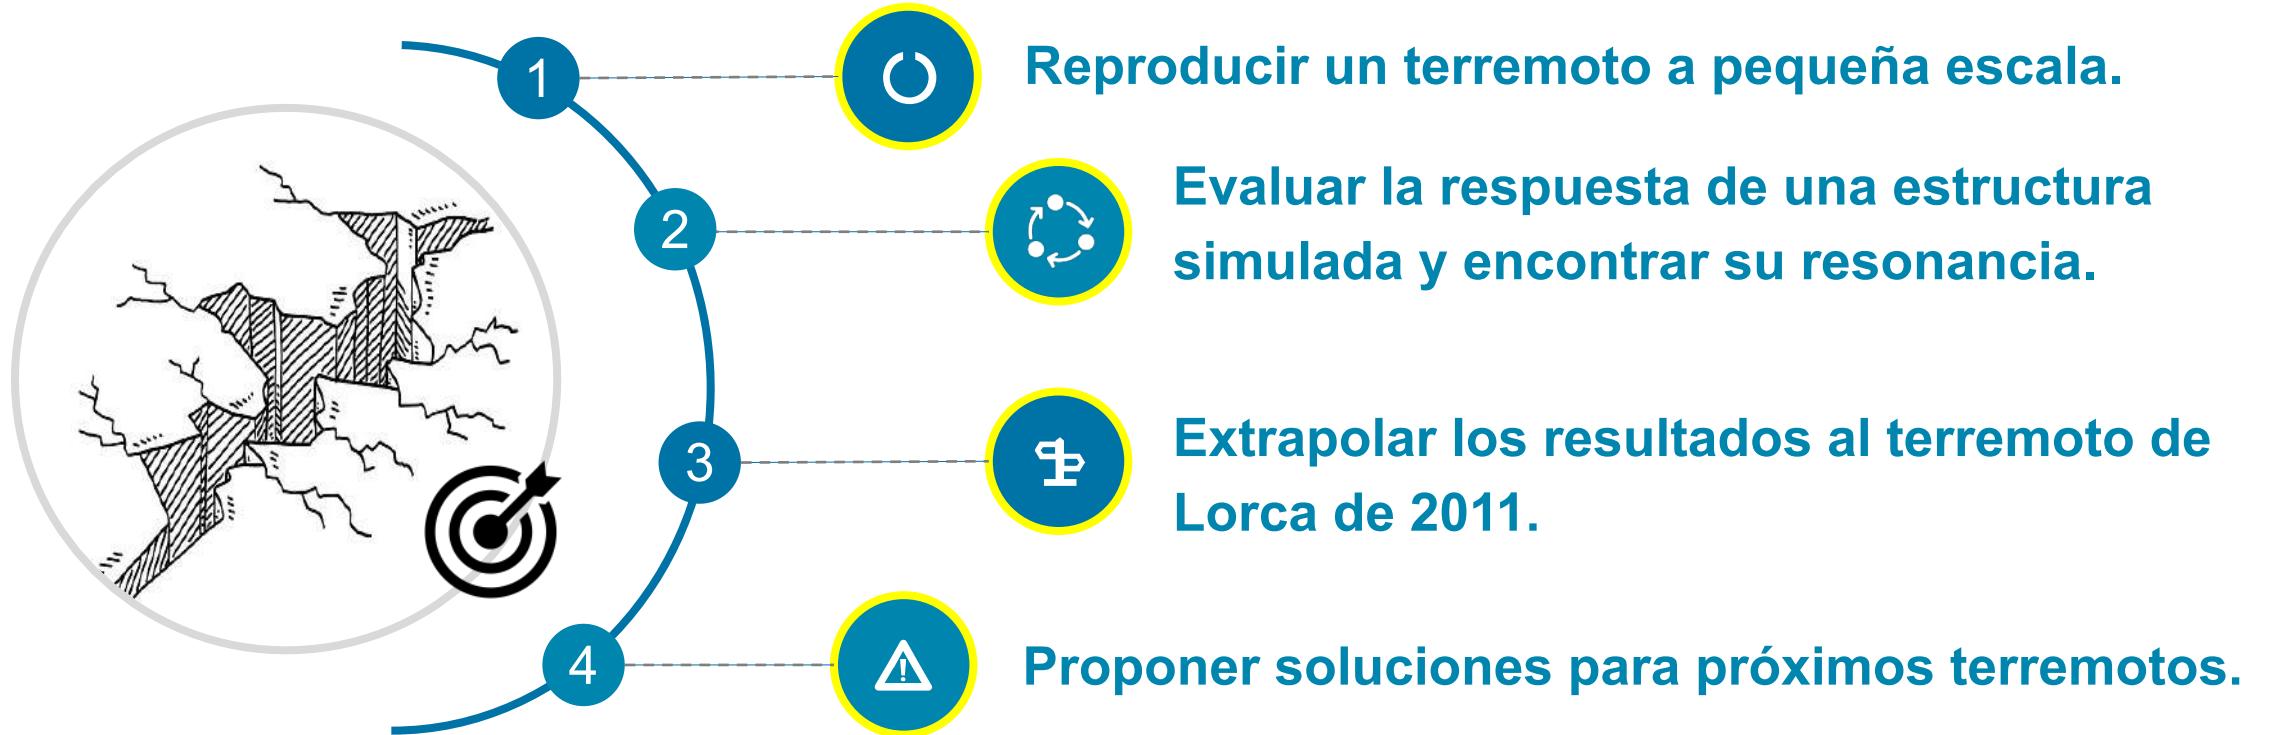 1
Reproducir un terremoto a pequeña escala.
2
Evaluar la respuesta de una estructura
simulada y encontrar su resonancia.
3
Extrapolar los resultados al terremoto de
Lorca de 2011.
4
Proponer soluciones para próximos terremotos.